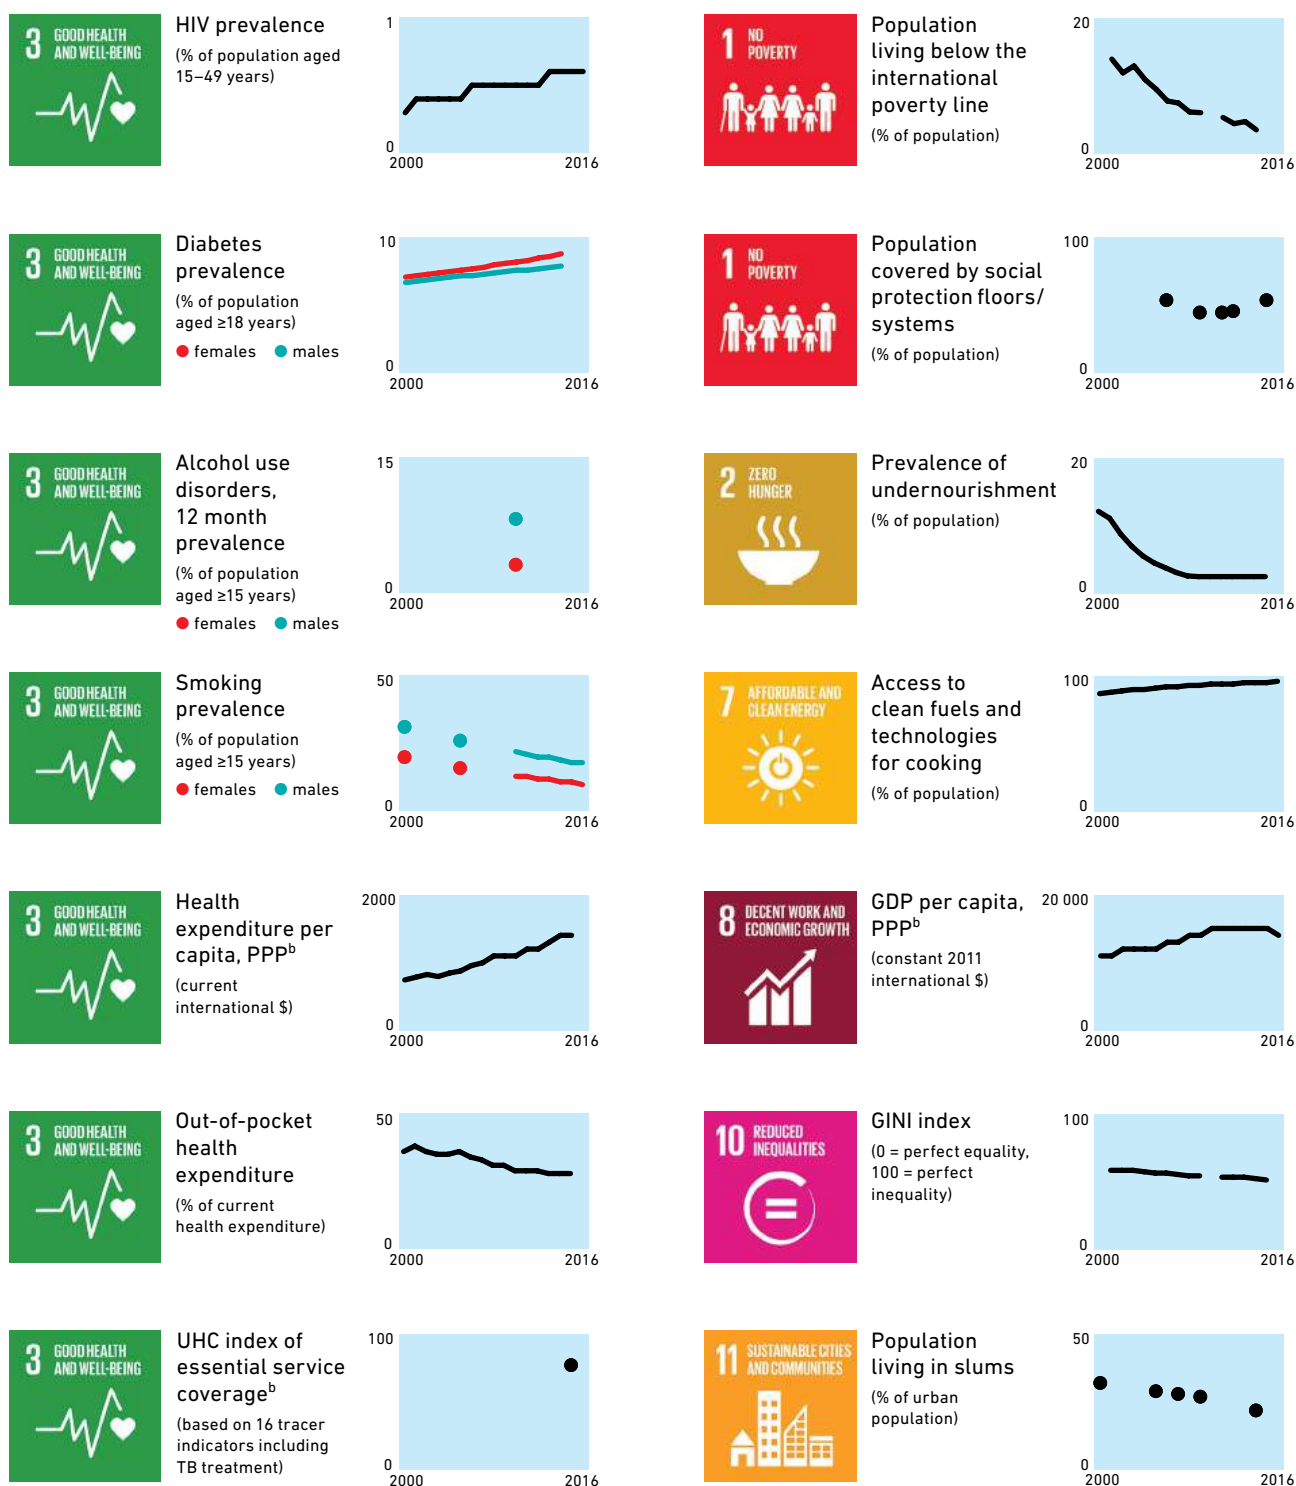 3 GOOD HEALTH
AND WELL-BEING
HIV prevalence
(% of population aged
15–49 years)
1
0
2000 2016
3 GOOD HEALTH
AND WELL-BEING
Diabetes
prevalence
(% of population
aged ≥18 years)
females males
10
0
2000 2016
3 GOOD HEALTH
AND WELL-BEING
Alcohol use
disorders,
12 month
prevalence
(% of population
aged ≥15 years)
females males
15
0
2000 2016
3 GOOD HEALTH
AND WELL-BEING
Smoking
prevalence
(% of population
aged ≥15 years)
females males
50
0
2000 2016
3 GOOD HEALTH
AND WELL-BEING
Health
expenditure per
capita, PPPᵇ
(current
international $)
2000
0
2000 2016
3 GOOD HEALTH
AND WELL-BEING
Out-of-pocket
health
expenditure
(% of current
health expenditure)
50
0
2000 2016
3 GOOD HEALTH
AND WELL-BEING
UHC index of
essential service
coverageᵇ
(based on 16 tracer
indicators including
TB treatment)
100
0
2000 2016
1 NO
POVERTY
Population
living below the
international
poverty line
(% of population)
20
0
2000 2016
1 NO
POVERTY
Population
covered by social
protection floors/
systems
(% of population)
100
0
2000 2016
2 ZERO
HUNGER
Prevalence of
undernourishment
(% of population)
20
0
2000 2016
7 AFFORDABLE AND
CLEAN ENERGY
Access to
clean fuels and
technologies
for cooking
(% of population)
100
0
2000 2016
8 DECENT WORK AND
ECONOMIC GROWTH
GDP per capita,
PPPᵇ
(constant 2011
international $)
20 000
0
2000 2016
10 REDUCED
INEQUALITIES
GINI index
(0 = perfect equality,
100 = perfect
inequality)
100
0
2000 2016
11 SUSTAINABLE CITIES
AND COMMUNITIES
Population
living in slums
(% of urban
population)
50
0
2000 2016